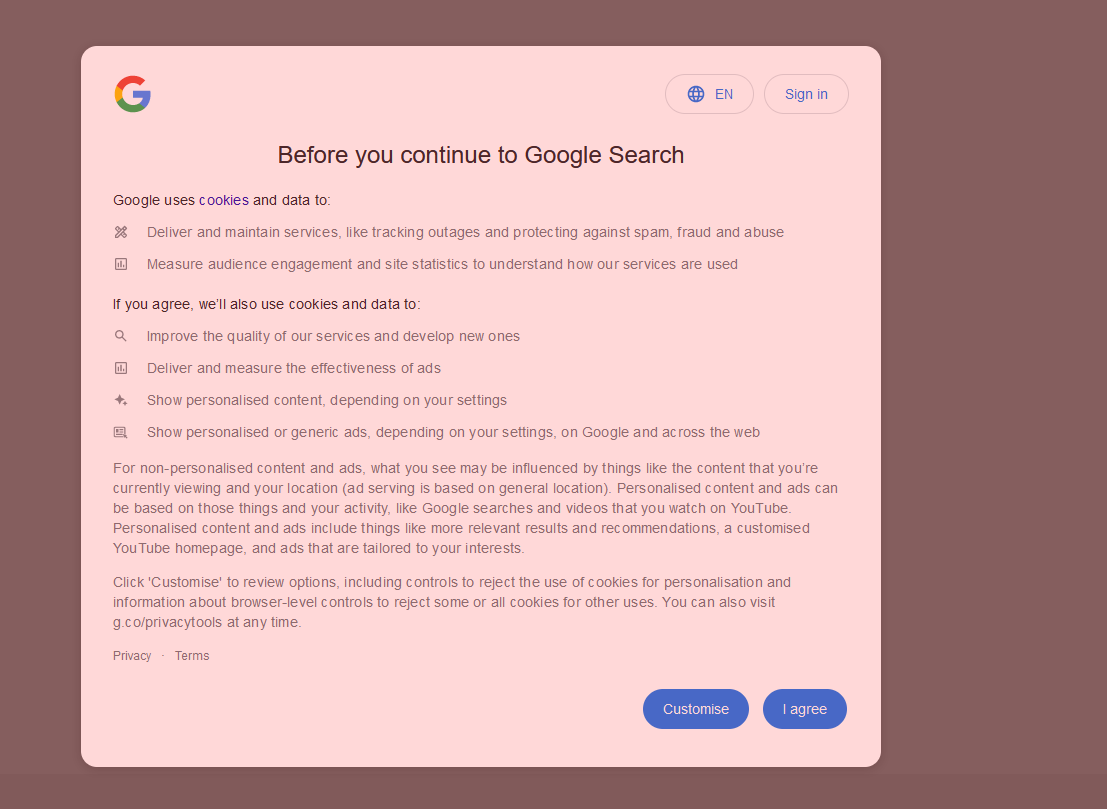 EN
Sign in
Before you continue to Google Search
Google uses cookies and data to:
Deliver and maintain services, like tracking outages and protecting against spam, fraud and abuse
Measure audience engagement and site statistics to understand how our services are used
If you agree, we’ll also use cookies and data to:
Improve the quality of our services and develop new ones
Deliver and measure the effectiveness of ads
Show personalised content, depending on your settings
Show personalised or generic ads, depending on your settings, on Google and across the web
For non-personalised content and ads, what you see may be influenced by things like the content that you’re
currently viewing and your location (ad serving is based on general location). Personalised content and ads can
be based on those things and your activity, like Google searches and videos that you watch on YouTube.
Personalised content and ads include things like more relevant results and recommendations, a customised
YouTube homepage, and ads that are tailored to your interests.
Click 'Customise' to review options, including controls to reject the use of cookies for personalisation and
information about browser-level controls to reject some or all cookies for other uses. You can also visit
g.co/privacytools at any time.
Privacy · Terms
Customise
I agree